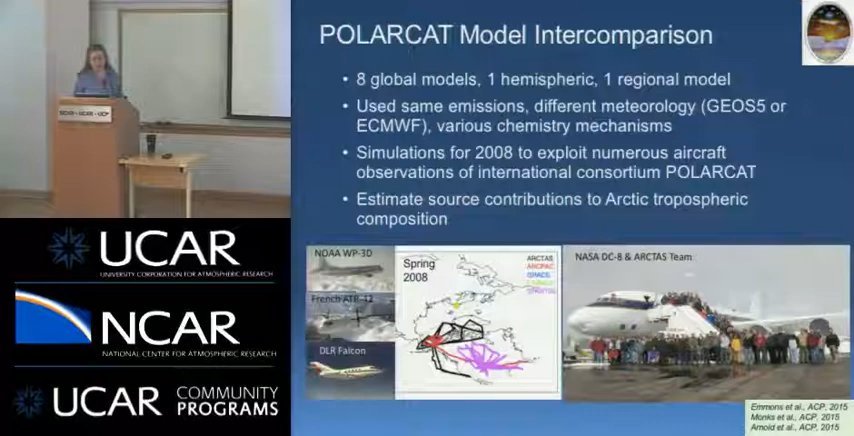 POLARCAT Model Intercomparison
• 8 global models, 1 hemispheric, 1 regional model
• Used same emissions, different meteorology (GEOS5 or
ECMWF), various chemistry mechanisms
• Simulations for 2008 to exploit numerous aircraft
observations of international consortium POLARCAT
• Estimate source contributions to Arctic tropospheric
composition
NOAA WP-3D
French ATR-42
DLR Falcon
Spring
2008
ARCTAS
ARCPAC
NASA DC-8 & ARCTAS Team
Emmons et al., ACP, 2015
Monks et al., ACP, 2015
Arnold et al., ACP, 2015
UCAR
UNIVERSITY CORPORATION FOR ATMOSPHERIC RESEARCH
NCAR
NATIONAL CENTER FOR ATMOSPHERIC RESEARCH
UCAR COMMUNITY
PROGRAMS